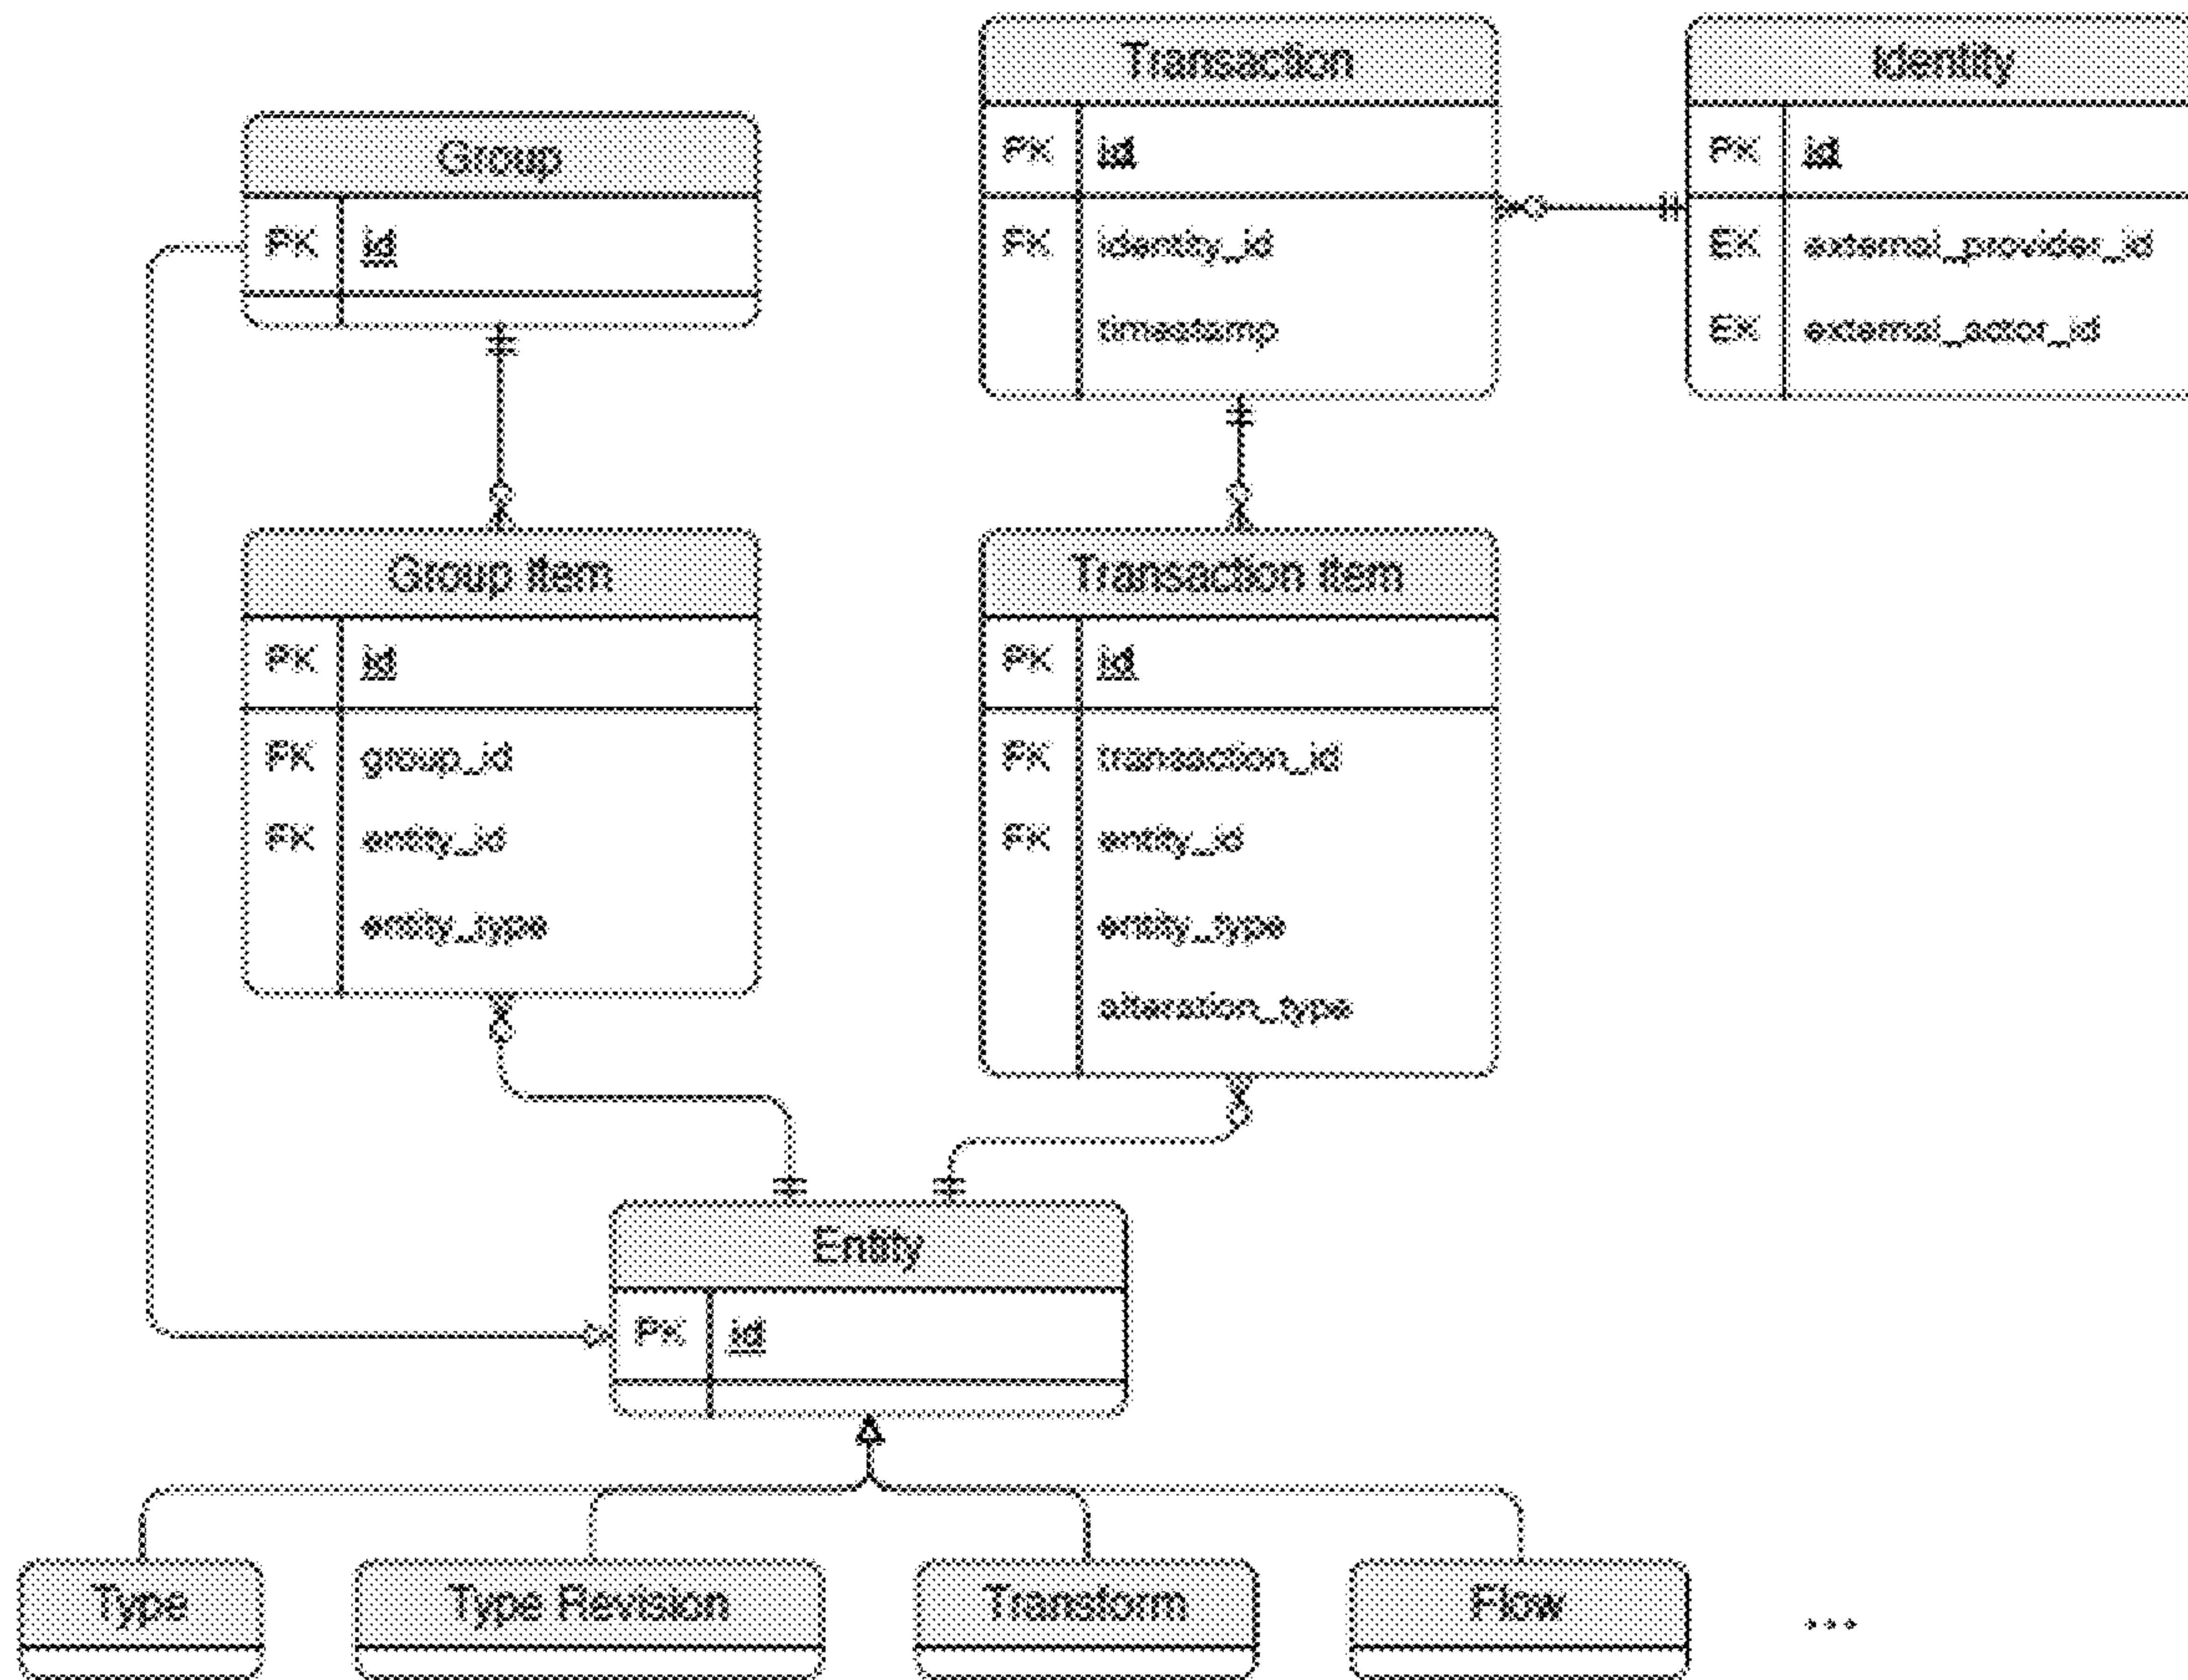 Transaction
PK id
FK identity_id
timestamp
Identity
PK id
EK external_provider_id
EK external_actor_id
Group
PK id
Group Item
PK id
FK group_id
FK entity_id
entity_type
Transaction Item
PK id
FK transaction_id
FK entity_id
entity_type
alteration_type
Entity
PK id
Type
Type Revision
Transform
Flow
...